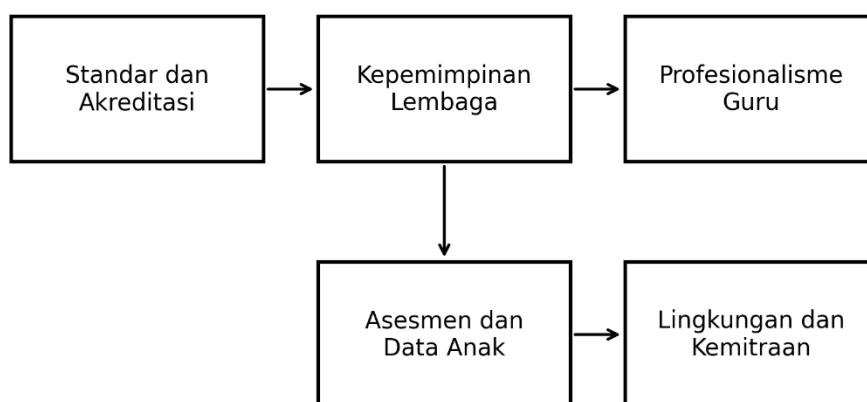 Standar dan
Akreditasi
Kepemimpinan
Lembaga
Profesionalisme
Guru
Asesmen dan
Data Anak
Lingkungan dan
Kemitraan